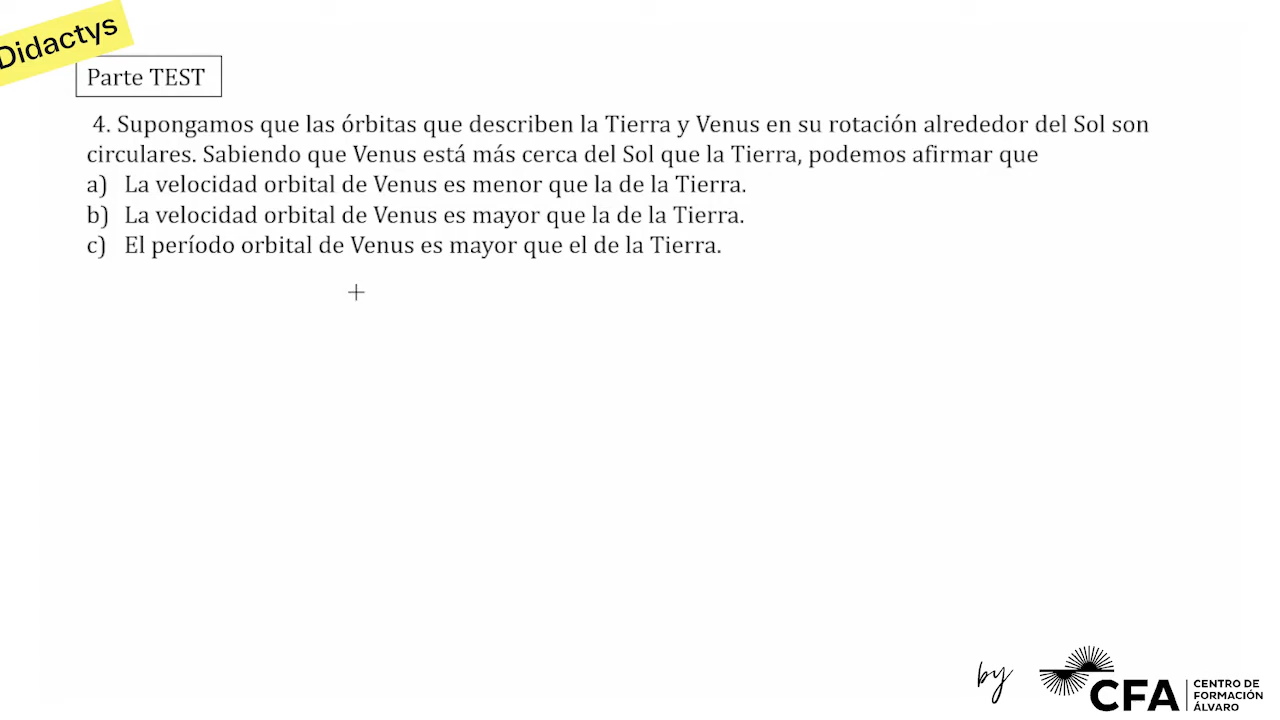 Didactys
Parte TEST
4. Supongamos que las órbitas que describen la Tierra y Venus en su rotación alrededor del Sol son
circulares. Sabiendo que Venus está más cerca del Sol que la Tierra, podemos afirmar que
a) La velocidad orbital de Venus es menor que la de la Tierra.
b) La velocidad orbital de Venus es mayor que la de la Tierra.
c) El período orbital de Venus es mayor que el de la Tierra.
by
CFA
CENTRO DE
FORMACIÓN
ÁLVARO